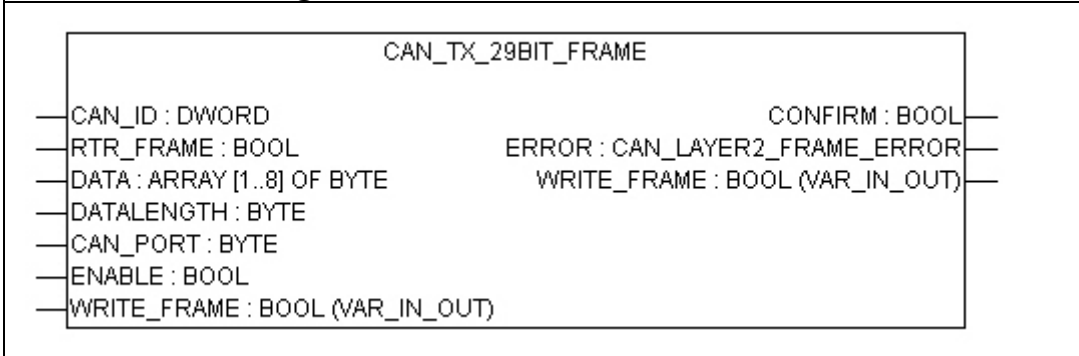 CAN_TX_29BIT_FRAME
CAN_ID : DWORD CONFIRM : BOOL
RTR_FRAME : BOOL ERROR : CAN_LAYER2_FRAME_ERROR
DATA : ARRAY [1..8] OF BYTE WRITE_FRAME : BOOL (VAR_IN_OUT)
DATALENGTH : BYTE
CAN_PORT : BYTE
ENABLE : BOOL
WRITE_FRAME : BOOL (VAR_IN_OUT)